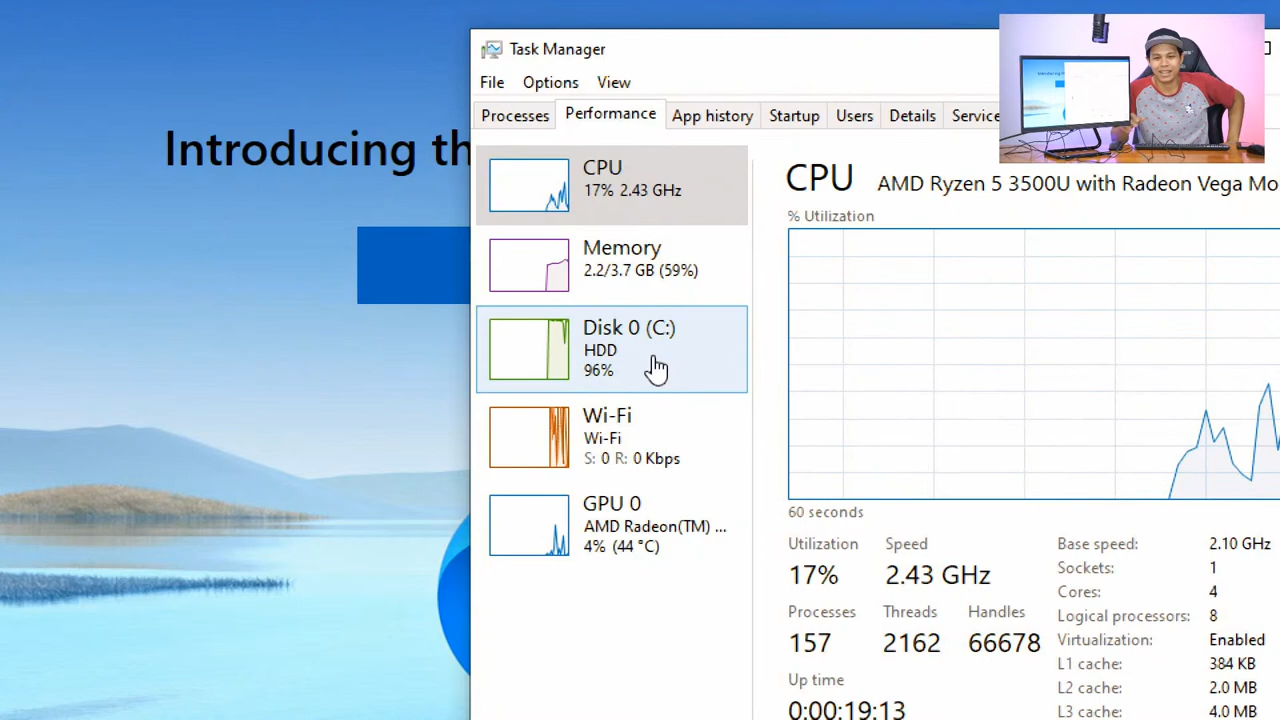 Introducing th
Task Manager
File Options View
Processes Performance App history Startup Users Details Service
CPU
17% 2.43 GHz
Memory
2.2/3.7 GB (59%)
Disk 0 (C:)
HDD
96%
Wi-Fi
Wi-Fi
S: 0 R: 0 Kbps
GPU 0
AMD Radeon(TM) ...
4% (44 °C)
CPU AMD Ryzen 5 3500U with Radeon Vega Mo
% Utilization
60 seconds
Utilization Speed
17% 2.43 GHz
Processes Threads Handles
157 2162 66678
Up time
0:00:19:13
Base speed: 2.10 GHz
Sockets: 1
Cores: 4
Logical processors: 8
Virtualization: Enabled
L1 cache: 384 KB
L2 cache: 2.0 MB
L3 cache: 4.0 MB